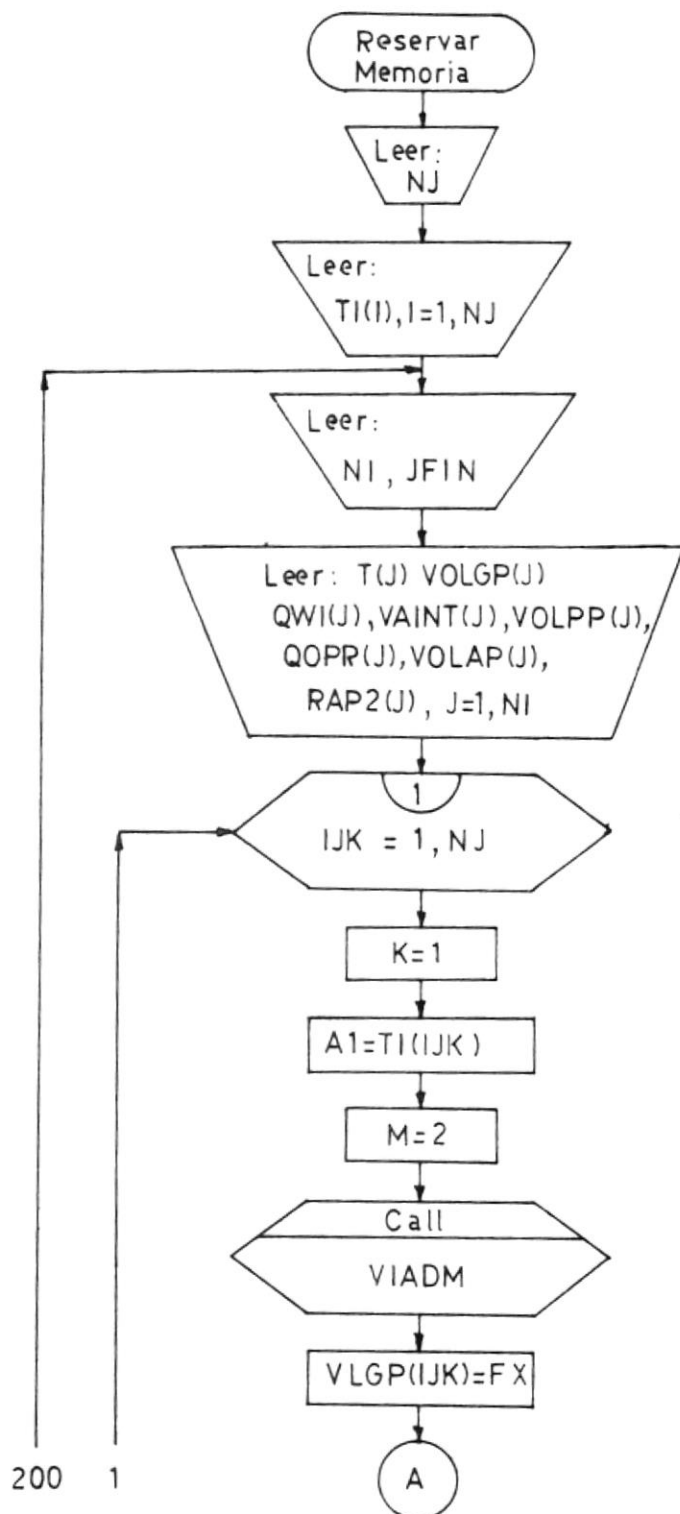 Reservar
Memoria
Leer:
NJ
Leer:
TI(I),I=1,NJ
Leer:
NI, JFIN
Leer: T(J) VOLGP(J)
QWI(J),VAINT(J),VOLPP(J),
QOPR(J),VOLAP(J),
RAP2(J), J=1,NI
1
IJK = 1,NJ
K=1
A1=TI(IJK)
M=2
Call
VIADM
VLGP(IJK)=FX
200 1 A